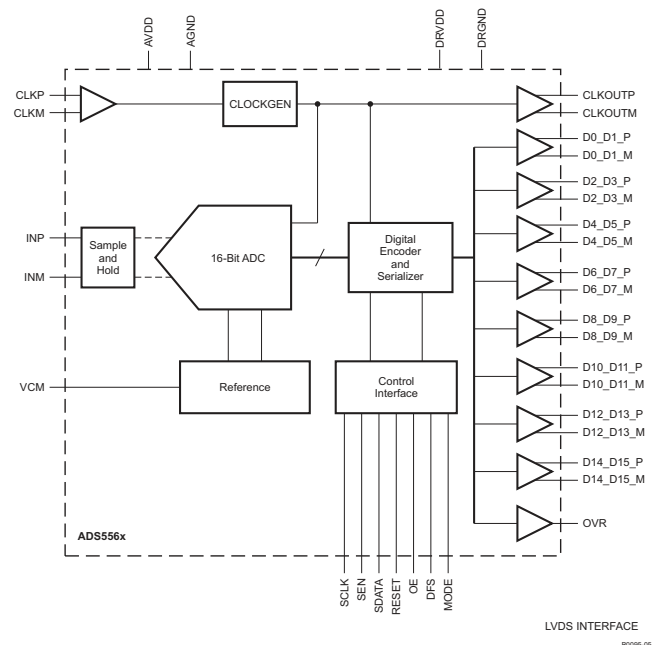 AVDD
AGND
DRVDD
DRGND
CLKP
CLKM
CLOCKGEN
CLKOUTP
CLKOUTM
D0_D1_P
D0_D1_M
D2_D3_P
D2_D3_M
D4_D5_P
D4_D5_M
D6_D7_P
D6_D7_M
D8_D9_P
D8_D9_M
D10_D11_P
D10_D11_M
D12_D13_P
D12_D13_M
D14_D15_P
D14_D15_M
OVR
INP
INM
Sample
and
Hold
16-Bit ADC
Digital
Encoder
and
Serializer
VCM
Reference
Control
Interface
ADS556x
SCLK
SEN
SDATA
RESET
OE
DFS
MODE
LVDS INTERFACE
B0095-05